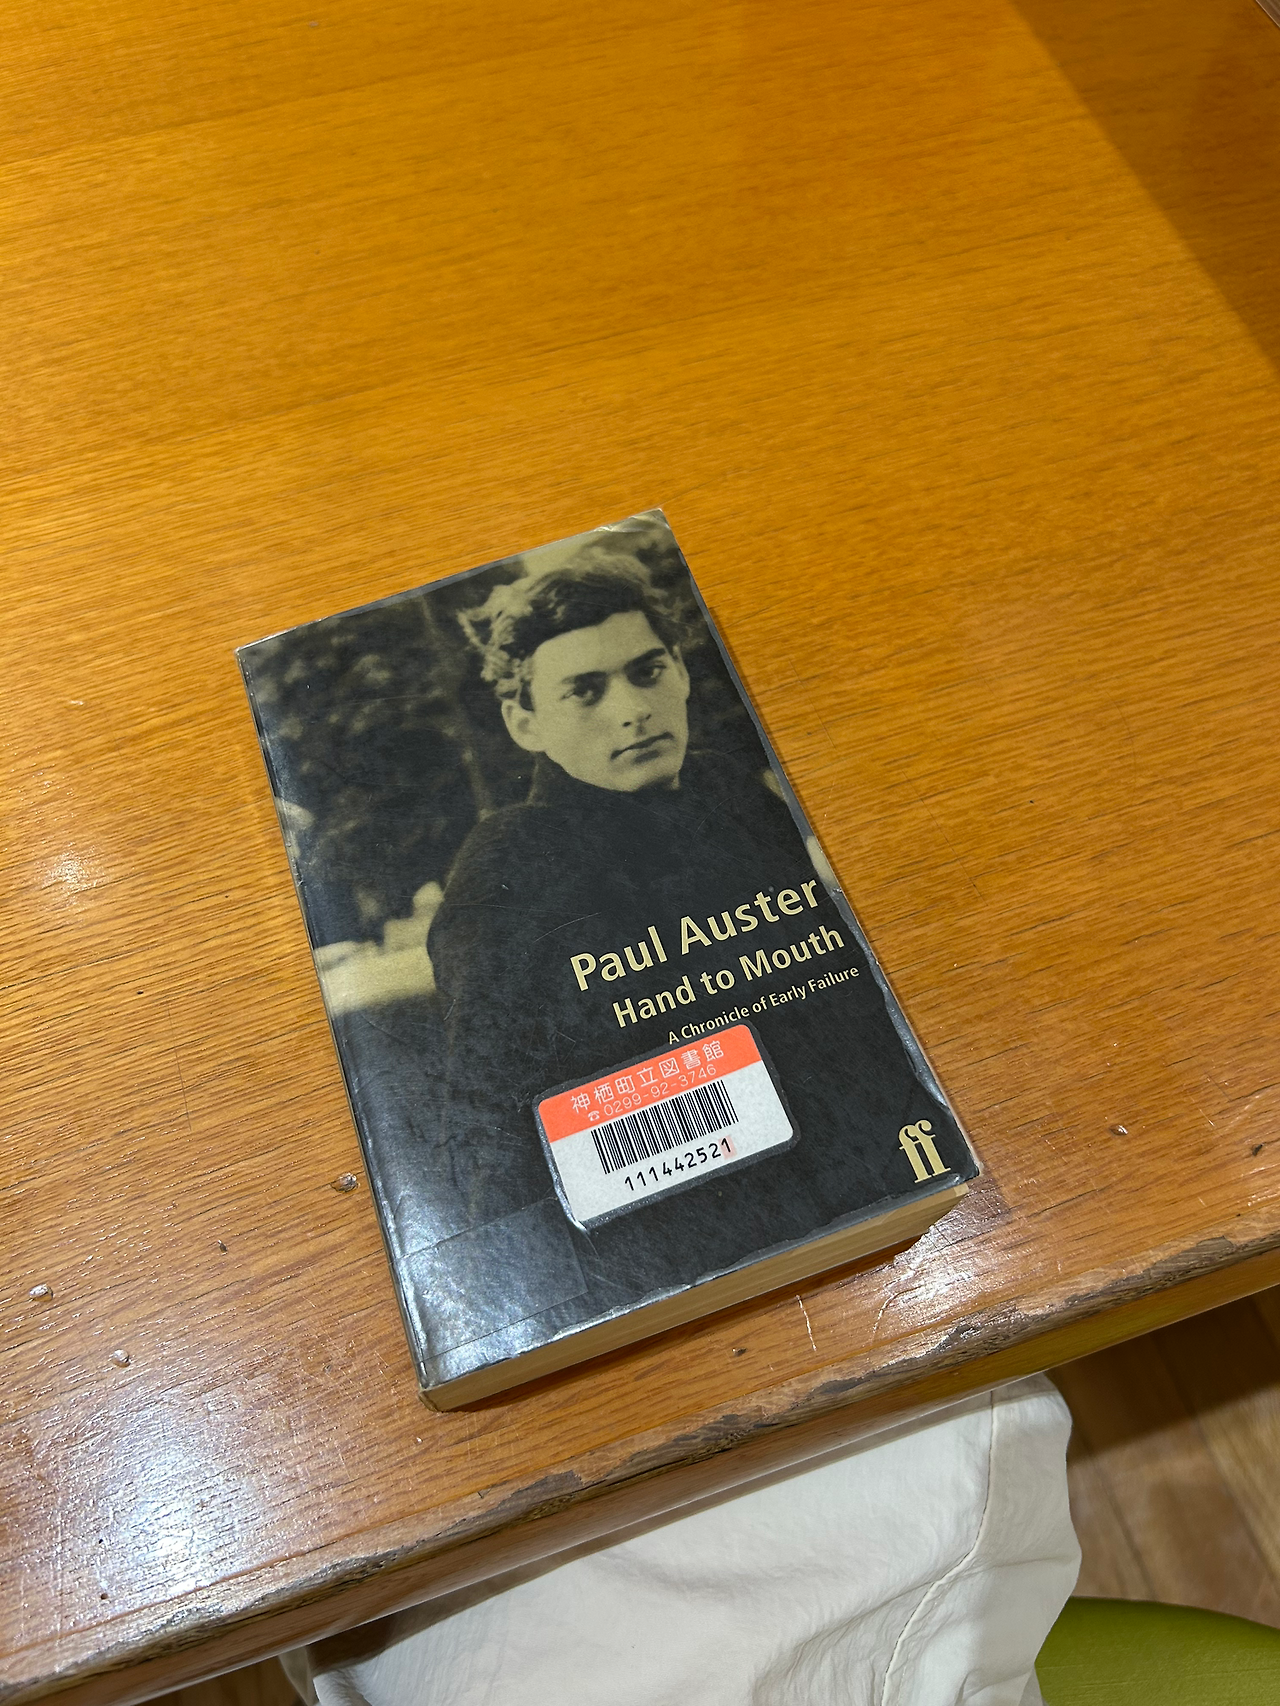 Paul Auster
Hand to Mouth
A Chronicle of Early Failure
神栖町立図書館
☎0299-92-3746
111442521
ff